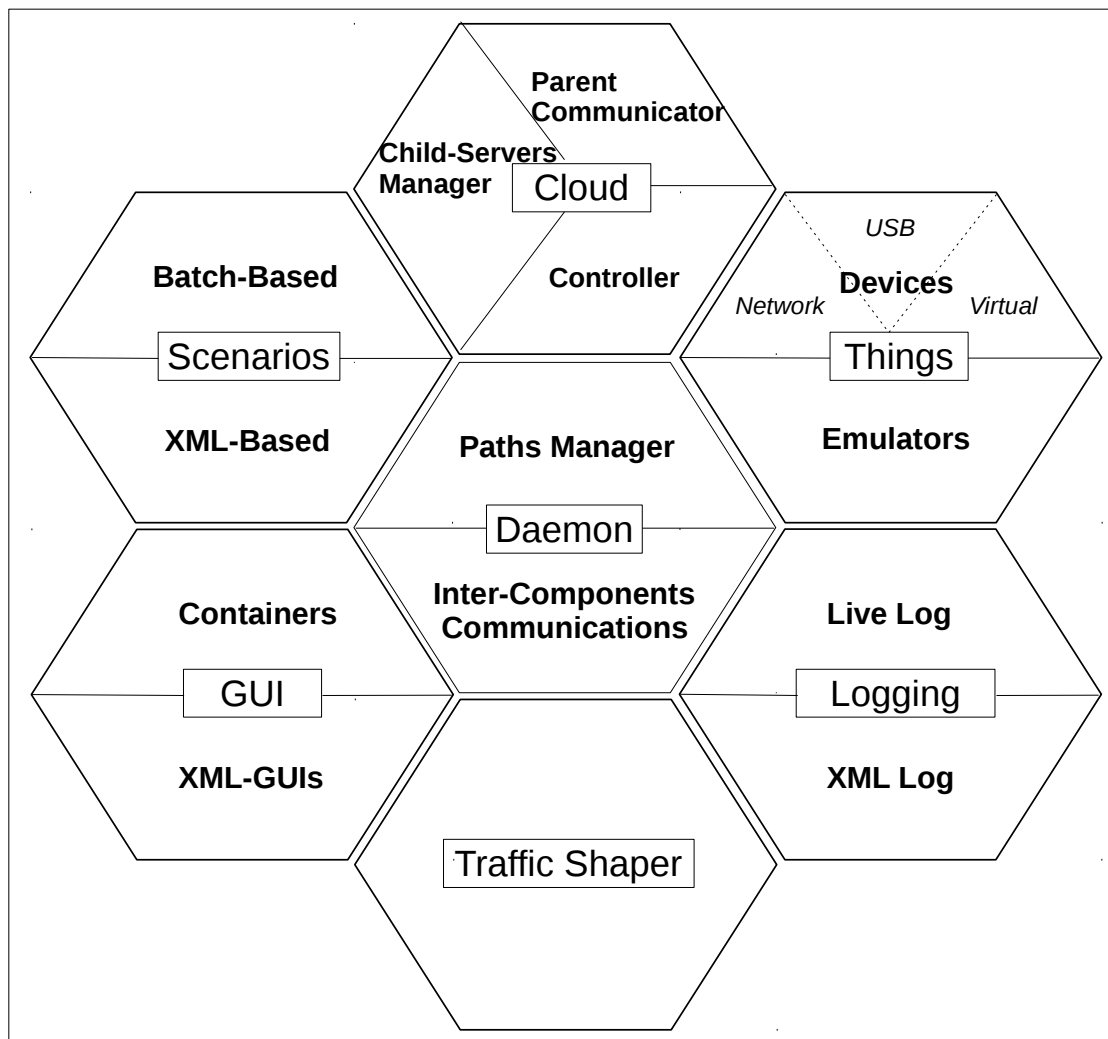 Parent
Communicator
Child-Servers
Manager
Cloud
Controller
Batch-Based
Scenarios
XML-Based
USB
Devices
Network
Virtual
Things
Emulators
Paths Manager
Daemon
Inter-Components
Communications
Containers
GUI
XML-GUIs
Live Log
Logging
XML Log
Traffic Shaper